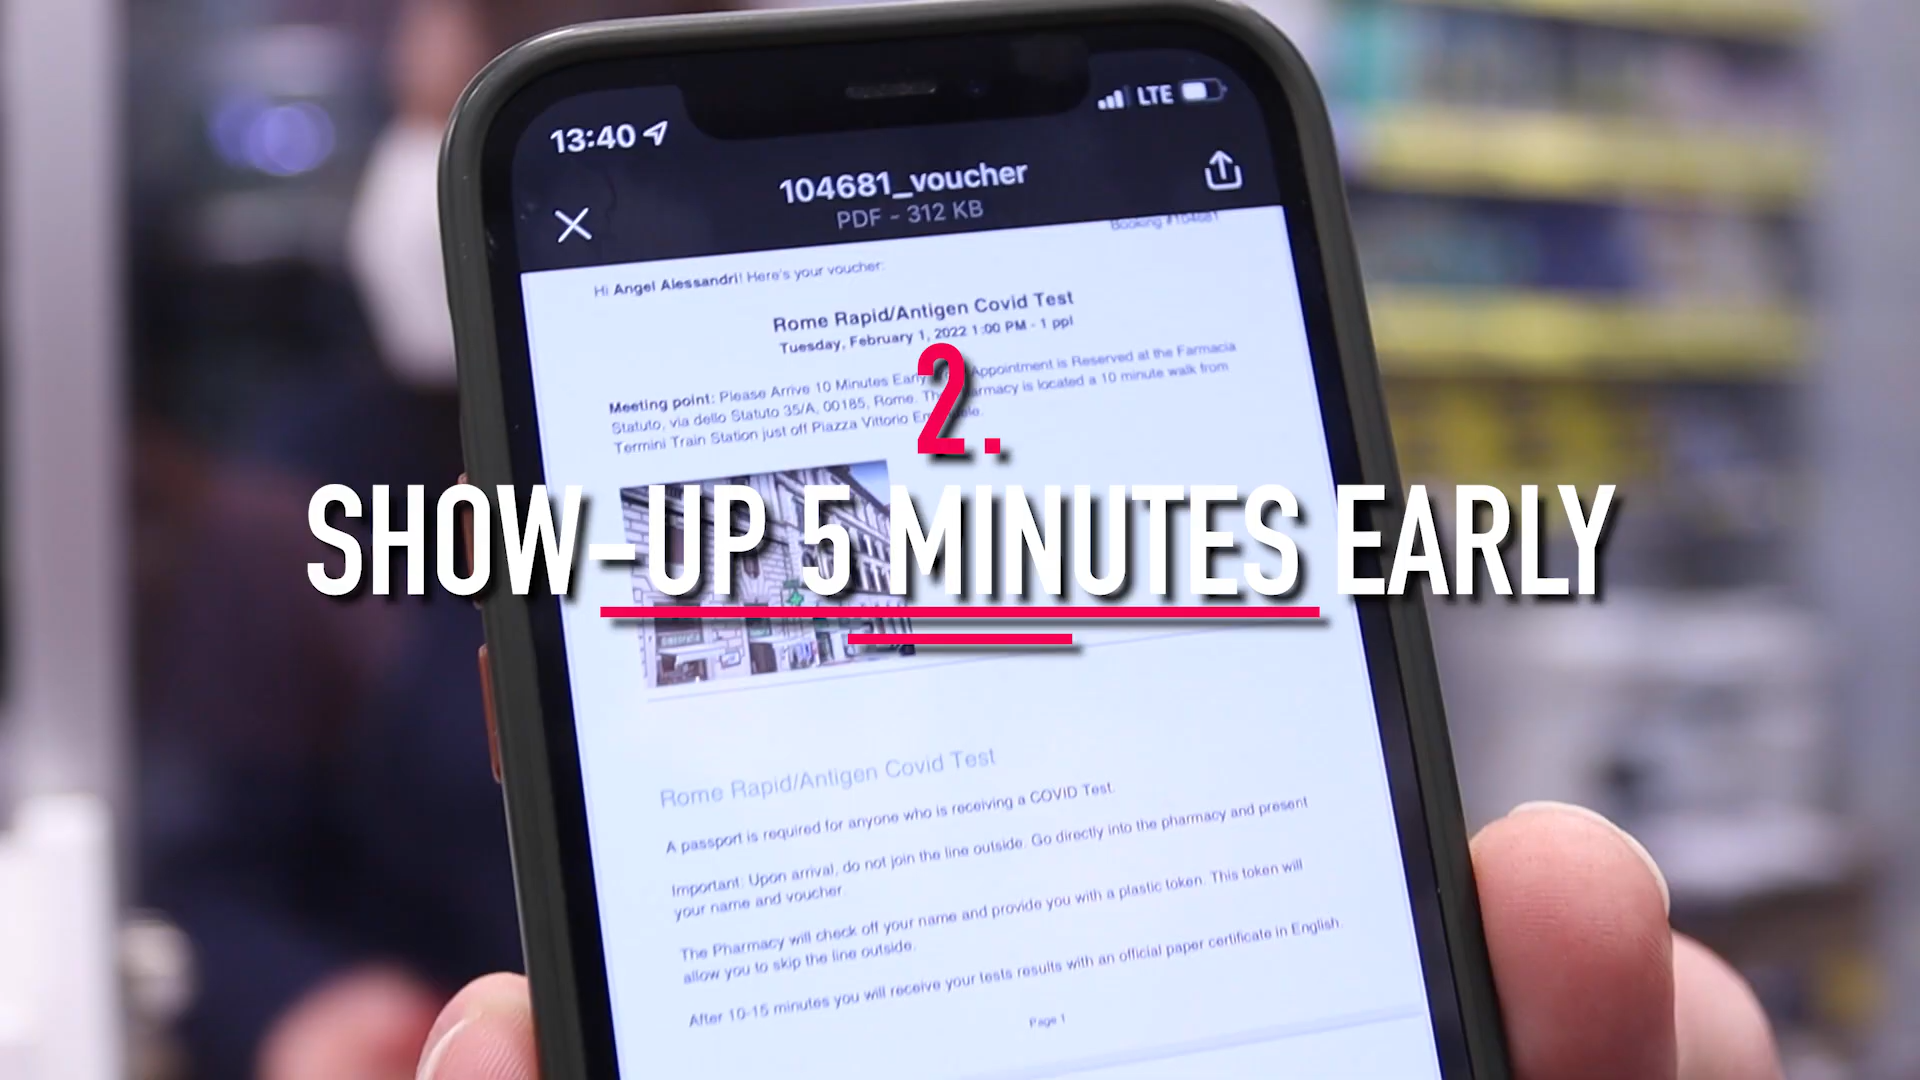 13:40
LTE
104681_voucher
PDF - 312 KB
Booking #104681
Hi Angel Alessandri! Here's your voucher:
Rome Rapid/Antigen Covid Test
Tuesday, February 1, 2022 1:00 PM - 1 ppl
Meeting point: Please Arrive 10 Minutes Early Appointment is Reserved at the Farmacia
Statuto, via dello Statuto 35/A, 00185, Rome. The is located a 10 minute walk from
Termini Train Station just off Piazza Vittorio
2.
SHOW-UP 5 MINUTES EARLY
Rome Rapid/Antigen Covid Test
A passport is required for anyone who is receiving a COVID Test.
Important: Upon arrival, do not join the line outside. Go directly into the pharmacy and present
your name and voucher.
The Pharmacy will check off your name and provide you with a plastic token. This token will
allow you to skip the line outside.
After 10-15 minutes you will receive your tests results with an official paper certificate in English.
Page 1